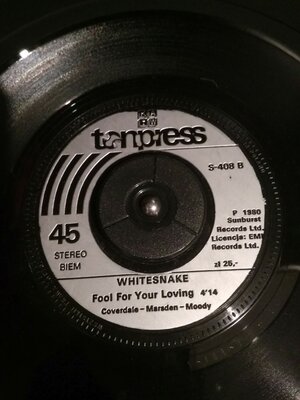 KAW
tonpress
S-408 B
45
STEREO
BIEM
P 1980
Sunburst
Records Ltd.
Licencja: EMI
Records Ltd.
zł 25,-
WHITESNAKE
Fool For Your Loving 4'14
Coverdale - Marsden - Moody